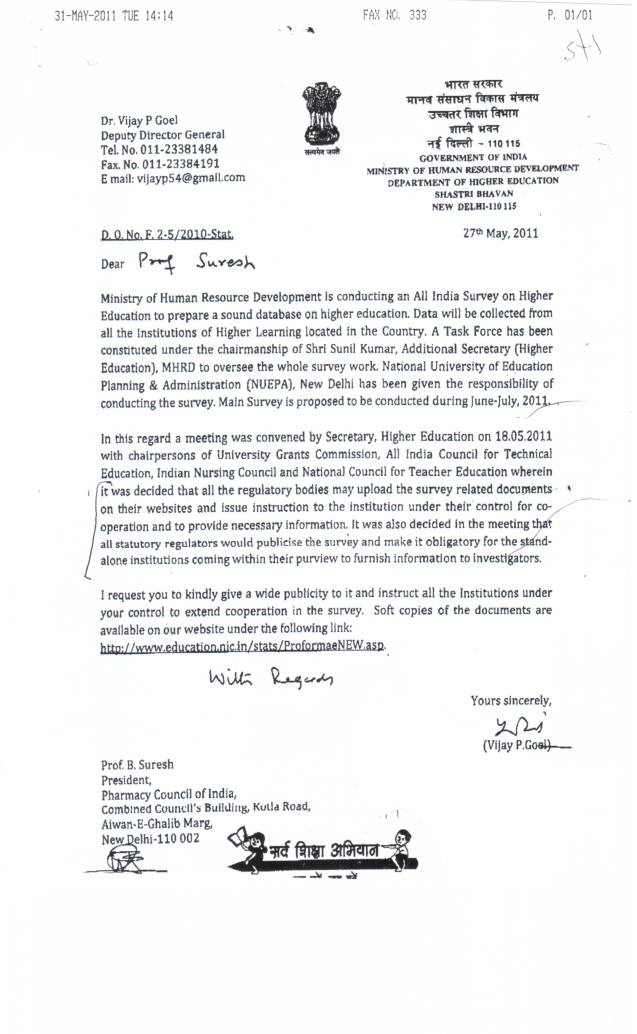 31-MAY-2011 TUE 14:14 FAX NO. 333 P. 01/01
भारत सरकार
मानव संसाधन विकास मंत्रालय
उच्चतर शिक्षा विभाग
शास्त्री भवन
नई दिल्ली - 110 115
GOVERNMENT OF INDIA
MINISTRY OF HUMAN RESOURCE DEVELOPMENT
DEPARTMENT OF HIGHER EDUCATION
SHASTRI BHAVAN
NEW DELHI-110 115
सत्यमेव जयते
Dr. Vijay P Goel
Deputy Director General
Tel. No. 011-23381484
Fax. No. 011-23384191
E mail: vijayp54@gmail.com
D. O. No. F. 2-5/2010-Stat. 27th May, 2011
Dear Prof Suresh
Ministry of Human Resource Development is conducting an All India Survey on Higher
Education to prepare a sound database on higher education. Data will be collected from
all the Institutions of Higher Learning located in the Country. A Task Force has been
constituted under the chairmanship of Shri Sunil Kumar, Additional Secretary (Higher
Education), MHRD to oversee the whole survey work. National University of Education
Planning & Administration (NUEPA), New Delhi has been given the responsibility of
conducting the survey. Main Survey is proposed to be conducted during June-July, 2011.
In this regard a meeting was convened by Secretary, Higher Education on 18.05.2011
with chairpersons of University Grants Commission, All India Council for Technical
Education, Indian Nursing Council and National Council for Teacher Education wherein
it was decided that all the regulatory bodies may upload the survey related documents
on their websites and issue instruction to the institution under their control for co-
operation and to provide necessary information. It was also decided in the meeting that
all statutory regulators would publicise the survey and make it obligatory for the stand-
alone institutions coming within their purview to furnish information to investigators.
I request you to kindly give a wide publicity to it and instruct all the Institutions under
your control to extend cooperation in the survey. Soft copies of the documents are
available on our website under the following link:
http://www.education.nic.in/stats/ProformaeNEW.asp.
With Regards
Yours sincerely,
(Vijay P.Goel)
Prof. B. Suresh
President,
Pharmacy Council of India,
Combined Council's Building, Kotla Road,
Aiwan-E-Ghalib Marg,
New Delhi-110 002
सर्व शिक्षा अभियान